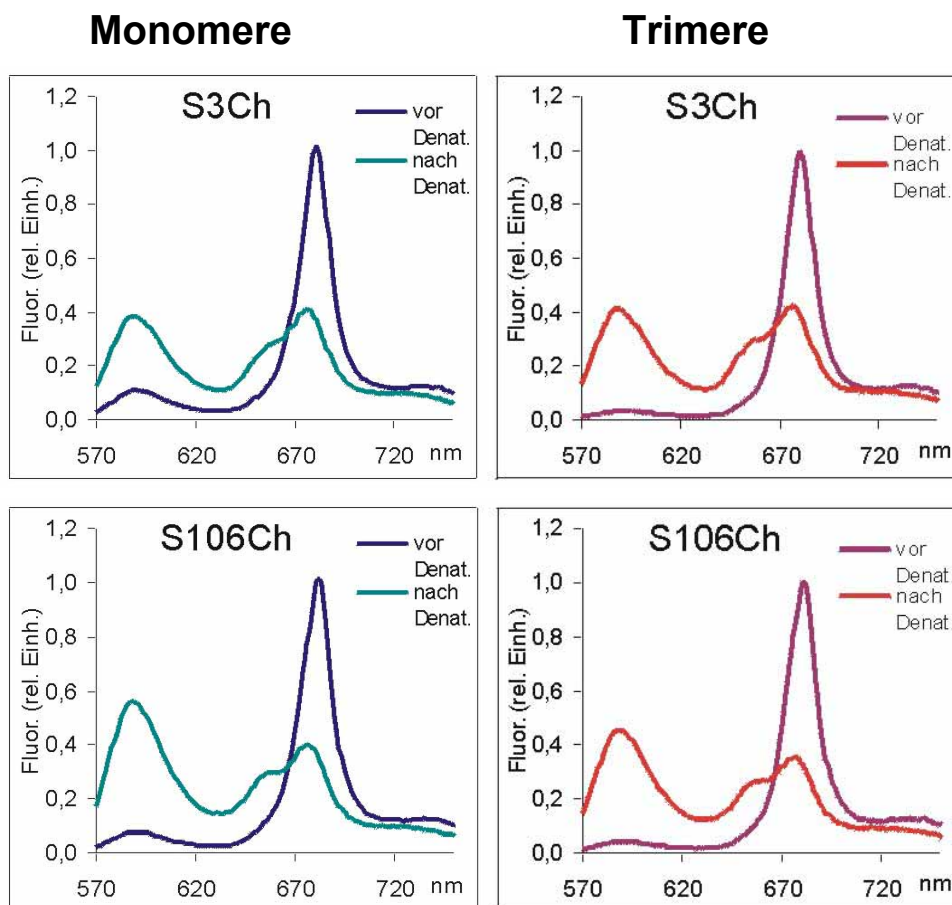 Monomere
Trimere
S3Ch
vor
Denat.
nach
Denat.
Fluor. (rel. Einh.)
1,2
1,0
0,8
0,6
0,4
0,2
0,0
570 620 670 720 nm
S3Ch
vor
Denat.
nach
Denat.
Fluor. (rel. Einh.)
1,2
1,0
0,8
0,6
0,4
0,2
0,0
570 620 670 720 nm
S106Ch
vor
Denat.
nach
Denat.
Fluor. (rel. Einh.)
1,2
1,0
0,8
0,6
0,4
0,2
0,0
570 620 670 720 nm
S106Ch
vor
Denat.
nach
Denat
Fluor. (rel. Einh.)
1,2
1,0
0,8
0,6
0,4
0,2
0,0
570 620 670 720 nm